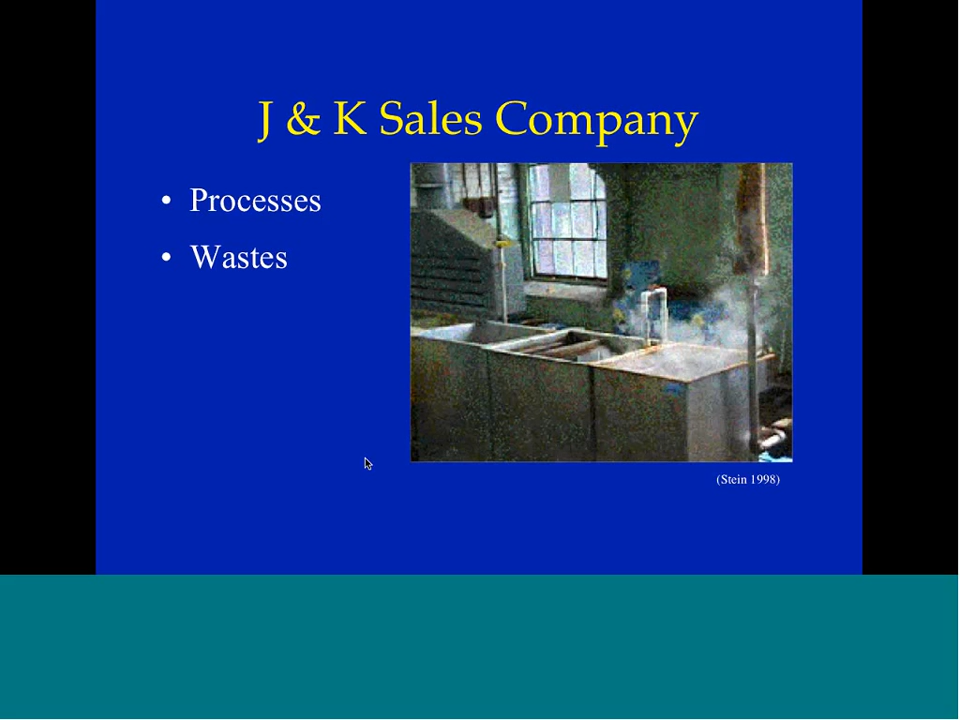 J & K Sales Company
• Processes
• Wastes
(Stein 1998)